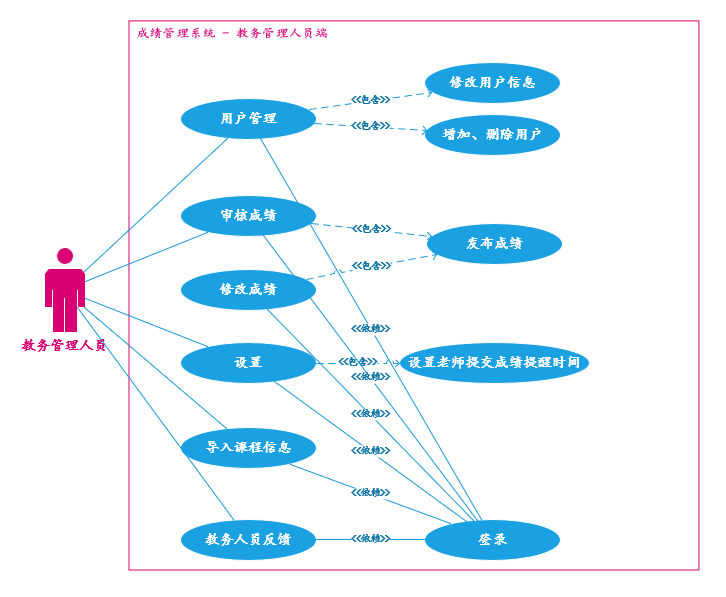 成绩管理系统 - 教务管理人员端
修改用户信息
<<包含>>
用户管理
<<包含>>
增加、删除用户
审核成绩
<<包含>>
发布成绩
<<包含>>
修改成绩
<<依赖>>
教务管理人员
设置
<<包含>>
设置老师提交成绩提醒时间
<<依赖>>
<<依赖>>
导入课程信息
<<依赖>>
<<依赖>>
教务人员反馈
<<依赖>>
登录